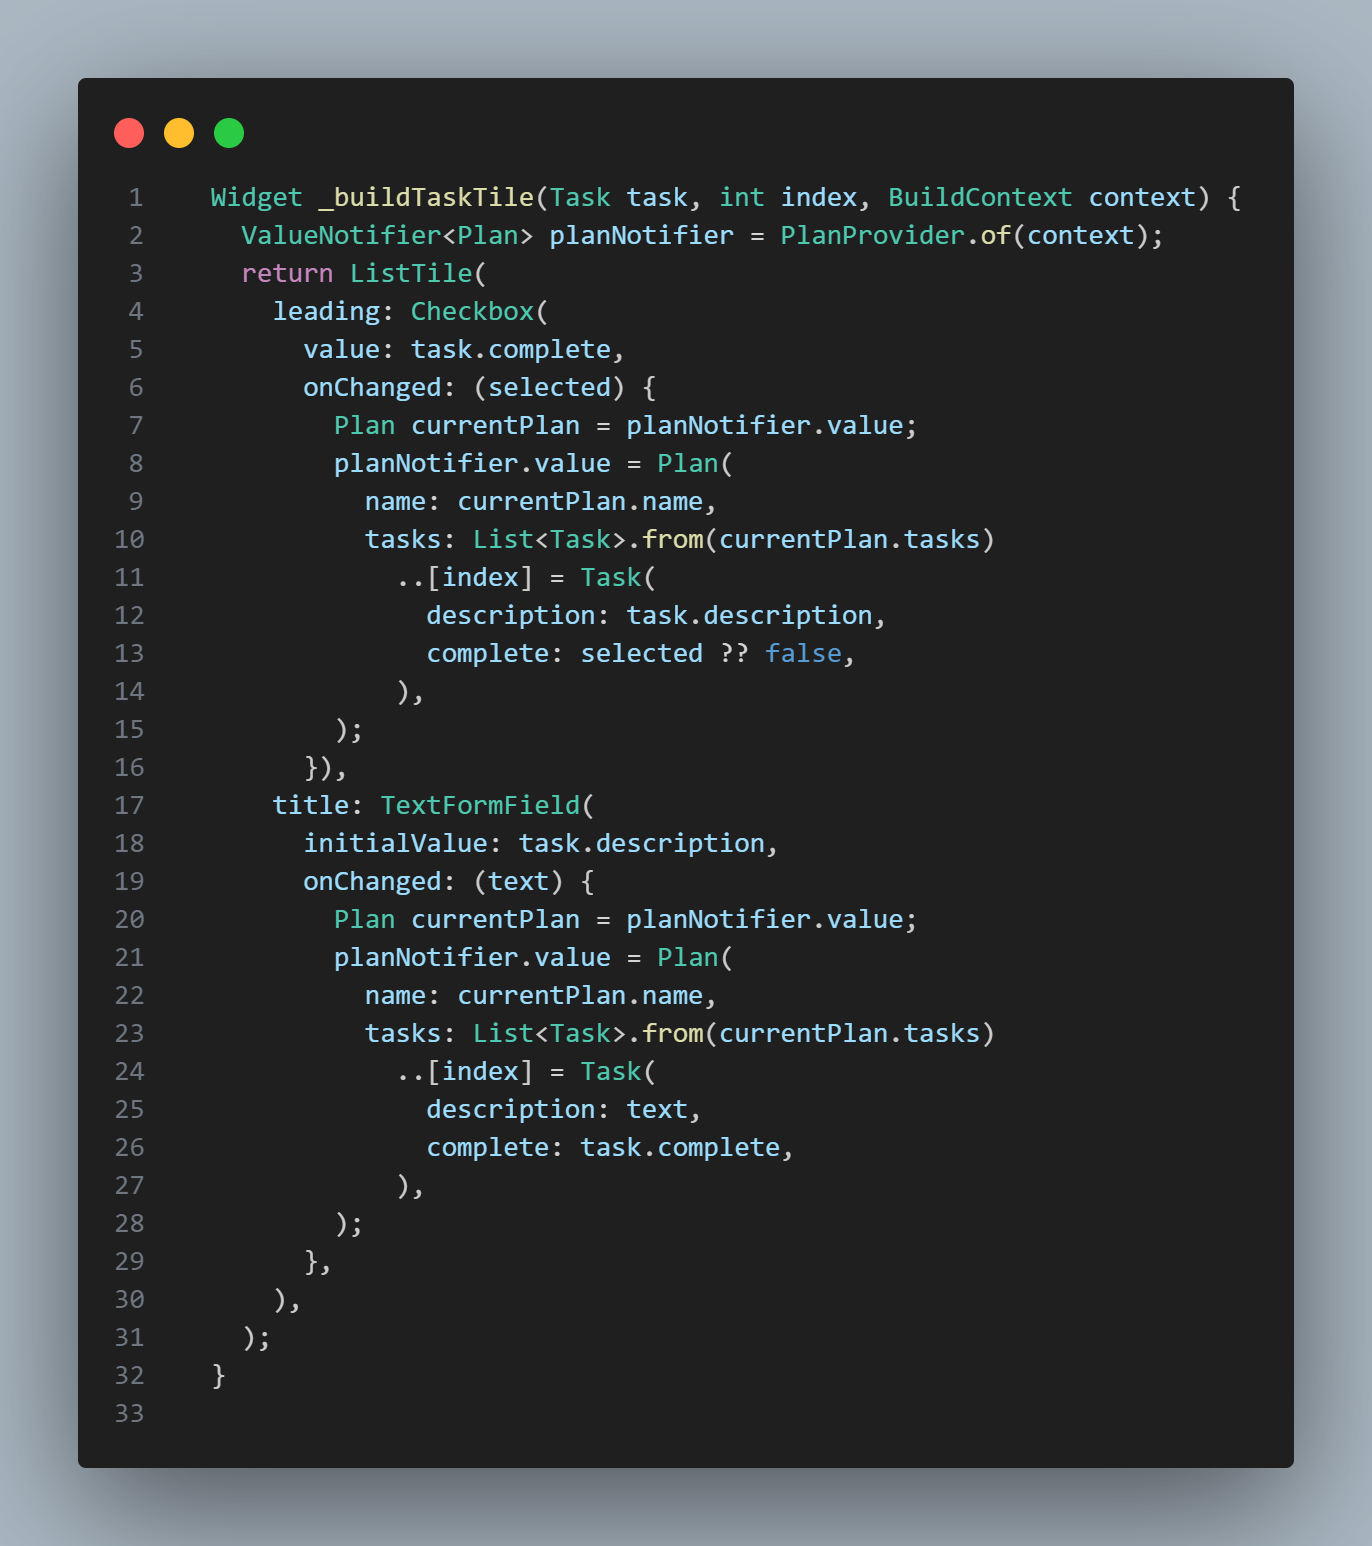 1 Widget _buildTaskTile(Task task, int index, BuildContext context) {
2   ValueNotifier<Plan> planNotifier = PlanProvider.of(context);
3   return ListTile(
4     leading: Checkbox(
5       value: task.complete,
6       onChanged: (selected) {
7         Plan currentPlan = planNotifier.value;
8         planNotifier.value = Plan(
9           name: currentPlan.name,
10           tasks: List<Task>.from(currentPlan.tasks)
11             ..[index] = Task(
12               description: task.description,
13               complete: selected ?? false,
14             ),
15         );
16       }),
17     title: TextFormField(
18       initialValue: task.description,
19       onChanged: (text) {
20         Plan currentPlan = planNotifier.value;
21         planNotifier.value = Plan(
22           name: currentPlan.name,
23           tasks: List<Task>.from(currentPlan.tasks)
24             ..[index] = Task(
25               description: text,
26               complete: task.complete,
27             ),
28         );
29       },
30     ),
31   );
32 }
33